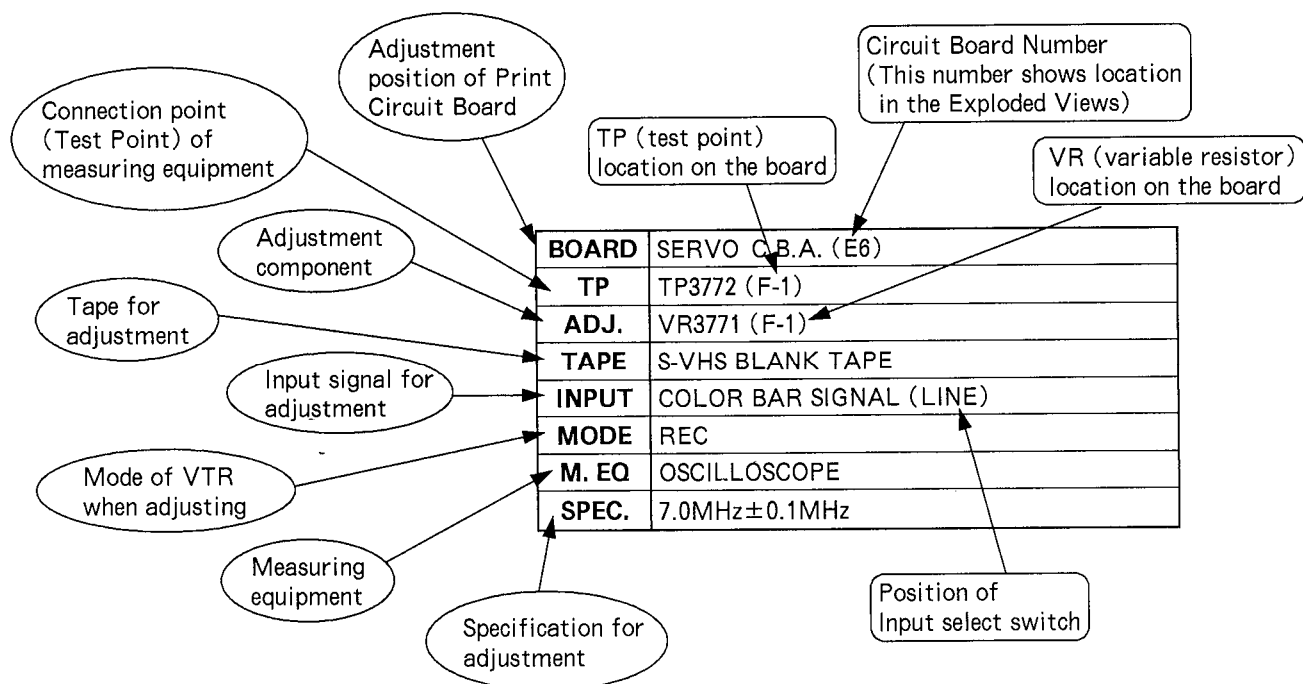 Adjustment
position of Print
Circuit Board
Circuit Board Number
(This number shows location
in the Exploded Views)
Connection point
(Test Point) of
measuring equipment
TP (test point)
location on the board
VR (variable resistor)
location on the board
Adjustment
component
Tape for
adjustment
Input signal for
adjustment
Mode of VTR
when adjusting
Measuring
equipment
Specification for
adjustment
BOARD SERVO C.B.A. (E6)
TP TP3772 (F-1)
ADJ. VR3771 (F-1)
TAPE S-VHS BLANK TAPE
INPUT COLOR BAR SIGNAL (LINE)
MODE REC
M. EQ OSCILLOSCOPE
SPEC. 7.0MHz±0.1MHz
Position of
Input select switch